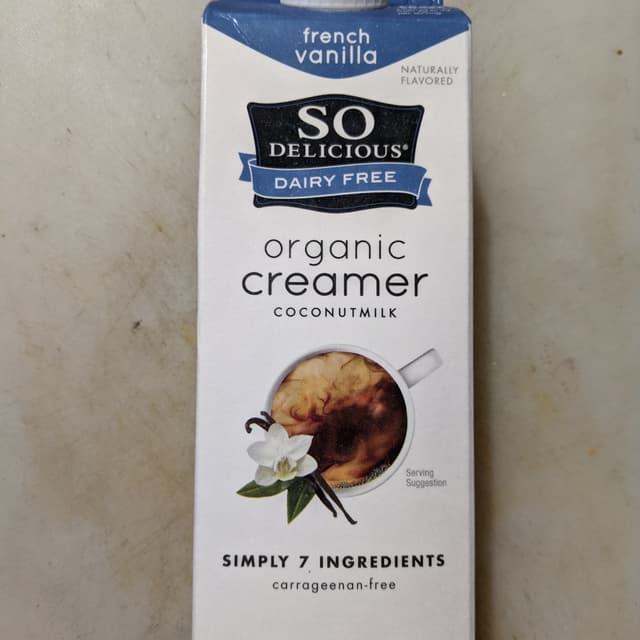 french
vanilla
NATURALLY
FLAVORED
SO
DELICIOUS®
DAIRY FREE
organic
creamer
COCONUTMILK
Serving
Suggestion
SIMPLY 7 INGREDIENTS
carrageenan-free